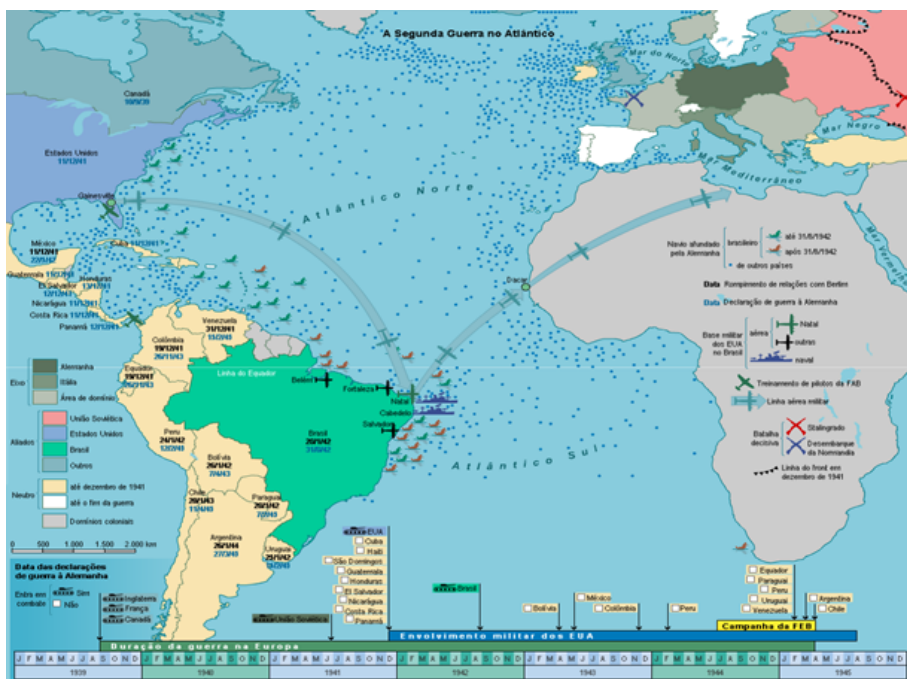 A Segunda Guerra no Atlântico
Mar do Norte
Canadá
10/9/39
Estados Unidos
11/12/41
Mar Negro
Mar Mediterrâneo
Mar Vermelho
Gainesville
Atlântico Norte
México
11/12/41
22/5/42
Cuba 11/12/41
Guatemala
Honduras
El Salvador
Nicarágua 11/12/41
Costa Rica
11/12/41
Panamá
12/12/41
Dacar
Navio afundado
pela Alemanha
brasileiro
até 31/8/1942
após 31/8/1942
de outros países
Data Rompimento de relações com Berlim
Data Declaração de guerra à Alemanha
Base militar
dos EUA
no Brasil
aérea
Natal
outras
naval
Treinamento de pilotos da FAB
Linha aérea militar
Batalha
decisiva
Stalingrado
Desembarque
da Normandia
Linha do front em
dezembro de 1941
Venezuela
31/12/41
Colômbia
19/12/41
26/11/43
Equador
Linha do Equador
Belém
Fortaleza
Natal
Cabedelo
Salvador
Brasil
Peru
24/1/42
Bolívia
7/4/43
Chile
Paraguai
Argentina
26/1/44
Uruguai
Atlântico Sul
Eixo
Alemanha
Itália
Área de domínio
Aliados
União Soviética
Estados Unidos
Brasil
Outros
Neutro
até dezembro de 1941
até o fim da guerra
Domínios coloniais
0 500 1.000 1.500 2.000 km
Data das declarações
de guerra à Alemanha
Entra em
combate
Sim
Não
Inglaterra
França
Canadá
União Soviética
EUA
Cuba
Haiti
São Domingos
Guatemala
Honduras
El Salvador
Nicarágua
Costa Rica
Panamá
Brasil
Bolívia
México
Colômbia
Peru
Equador
Paraguai
Peru
Uruguai
Venezuela
Argentina
Chile
Campanha da FEB
Envolvimento militar dos EUA
Duração da guerra na Europa
J F M A M J J A S O N D J F M A M J J A S O N D J F M A M J J A S O N D J F M A M J J A S O N D J F M A M J J A S O N D J F M A M J J A S O N D J F M A M J J A S O N D
1939 1940 1941 1942 1943 1944 1945